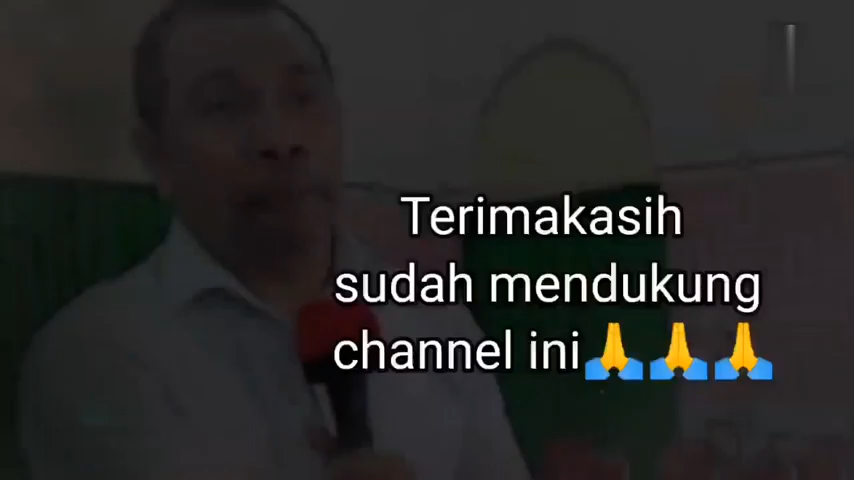 Terimakasih
sudah mendukung
channel ini🙏🙏🙏